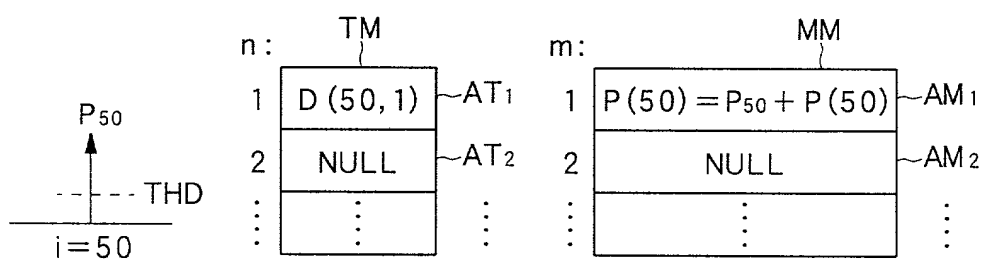 TM
MM
n:
m:
1 D(50,1) AT1
1 P(50)=P50+P(50) AM1
P50
2 NULL AT2
2 NULL AM2
THD
⋮ ⋮ ⋮
⋮ ⋮ ⋮
i=50